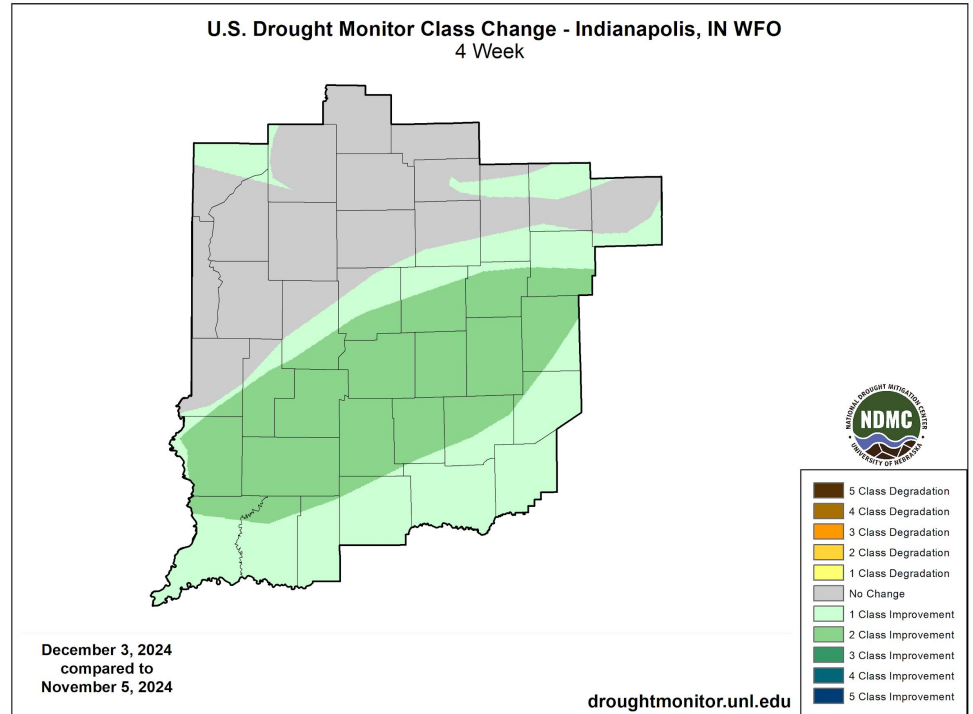 U.S. Drought Monitor Class Change - Indianapolis, IN WFO
4 Week
NATIONAL DROUGHT MITIGATION CENTER
NDMC
UNIVERSITY OF NEBRASKA
5 Class Degradation
4 Class Degradation
3 Class Degradation
2 Class Degradation
1 Class Degradation
No Change
1 Class Improvement
2 Class Improvement
3 Class Improvement
4 Class Improvement
5 Class Improvement
December 3, 2024
compared to
November 5, 2024
droughtmonitor.unl.edu